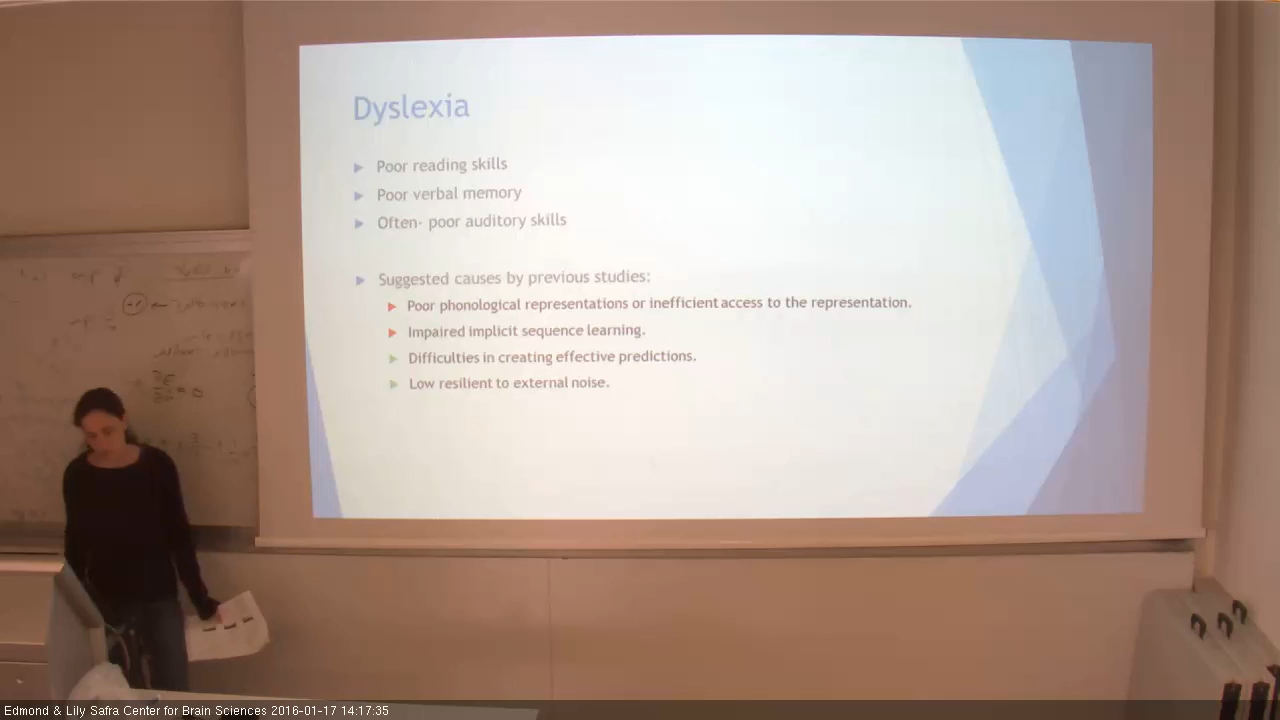 Dyslexia
Poor reading skills
Poor verbal memory
Often- poor auditory skills
Suggested causes by previous studies:
Poor phonological representations or inefficient access to the representation.
Impaired implicit sequence learning.
Difficulties in creating effective predictions.
Low resilient to external noise.
Edmond & Lily Safra Center for Brain Sciences 2016-01-17 14:17:35